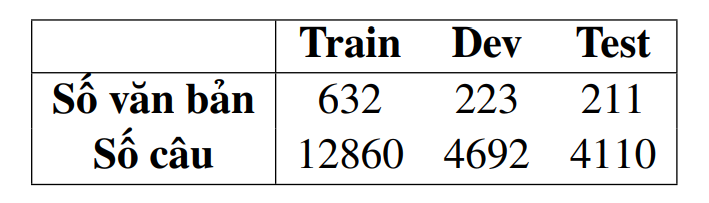 Train Dev Test
Số văn bản 632 223 211
Số câu 12860 4692 4110